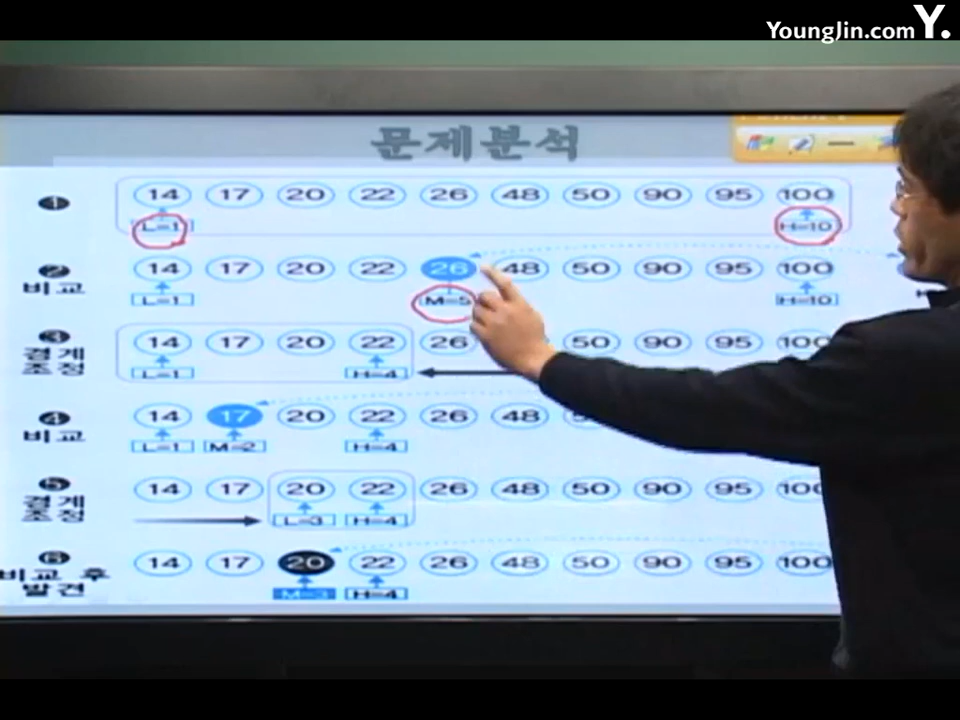 YoungJin.com Y.
문제분석
❶ 14 17 20 22 26 48 50 90 95 100
L=1 H=10
❷ 비교 14 17 20 22 26 48 50 90 95 100
L=1 M=5 H=10
❸ 경계 조정 14 17 20 22 26 50 90 95 100
L=1 H=4
❹ 비교 14 17 20 22 26 48
L=1 M=2 H=4
❺ 경계 조정 14 17 20 22 26 48 50 90 95 100
L=3 H=4
❻ 비교 후 발견 14 17 20 22 26 48 50 90 95 100
M=3 H=4